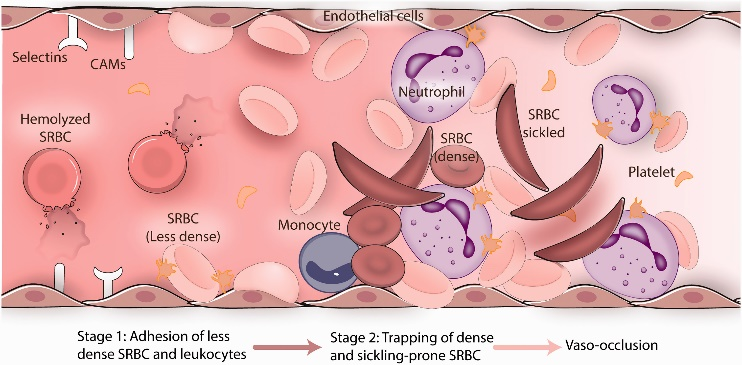 Endothelial cells
Selectins
CAMs
Neutrophil
Hemolyzed
SRBC
SRBC
sickled
SRBC
(dense)
Platelet
SRBC
(Less dense)
Monocyte
Stage 1: Adhesion of less
dense SRBC and leukocytes
Stage 2: Trapping of dense
and sickling-prone SRBC
Vaso-occlusion